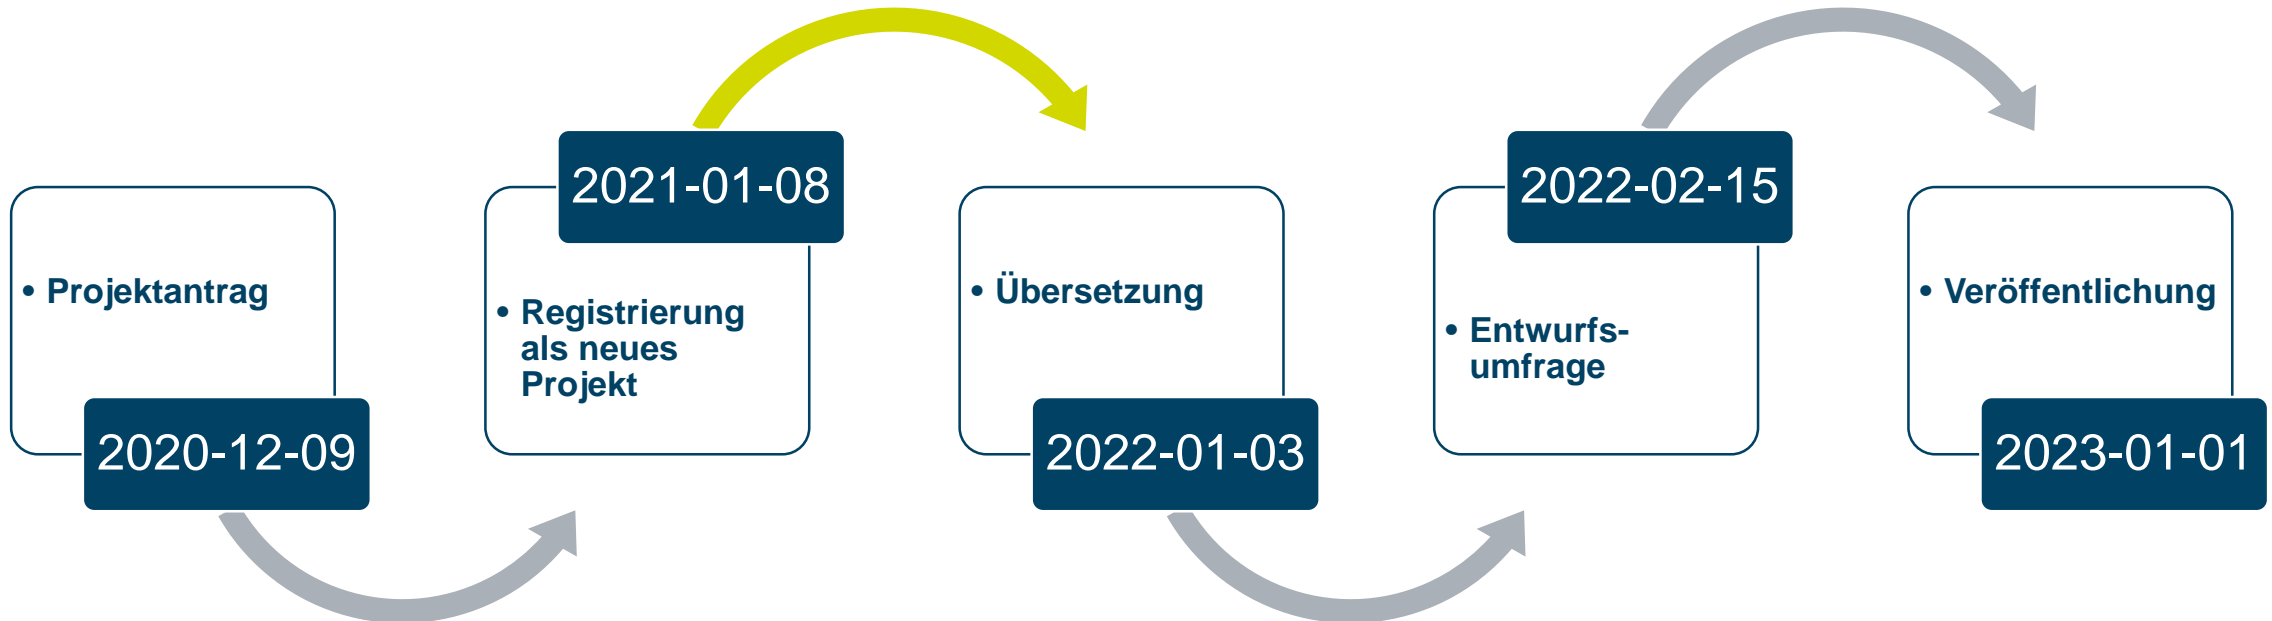 • Projektantrag
2020-12-09
2021-01-08
• Registrierung
als neues
Projekt
• Übersetzung
2022-01-03
2022-02-15
• Entwurfs-
umfrage
• Veröffentlichung
2023-01-01